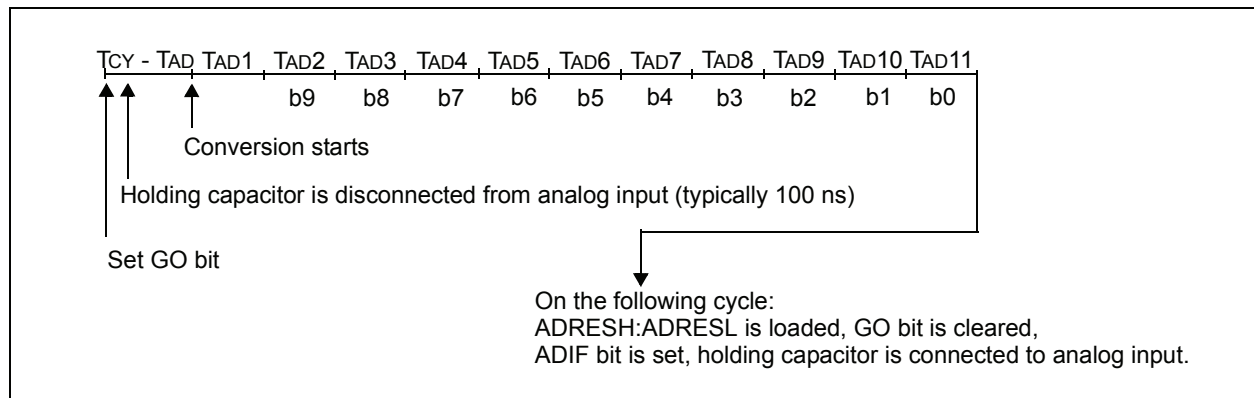 TCY - TAD TAD1 TAD2 TAD3 TAD4 TAD5 TAD6 TAD7 TAD8 TAD9 TAD10 TAD11
b9 b8 b7 b6 b5 b4 b3 b2 b1 b0
Conversion starts
Holding capacitor is disconnected from analog input (typically 100 ns)
Set GO bit
On the following cycle:
ADRESH:ADRESL is loaded, GO bit is cleared,
ADIF bit is set, holding capacitor is connected to analog input.